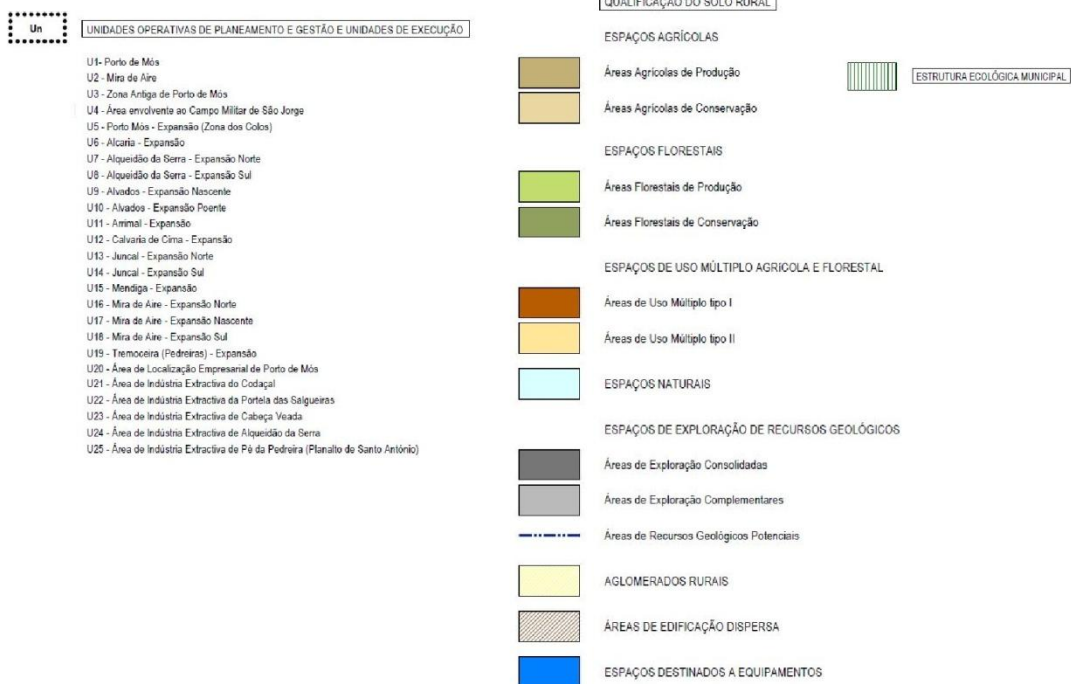 Un
UNIDADES OPERATIVAS DE PLANEAMENTO E GESTÃO E UNIDADES DE EXECUÇÃO
U1- Porto de Mós
U2 - Mira de Aire
U3 - Zona Antiga de Porto de Mós
U4 - Área envolvente ao Campo Militar de São Jorge
U5 - Porto Mós - Expansão (Zona dos Colos)
U6 - Alcaria - Expansão
U7 - Alqueidão da Serra - Expansão Norte
U8 - Alqueidão da Serra - Expansão Sul
U9 - Alvados - Expansão Nascente
U10 - Alvados - Expansão Poente
U11 - Arrimal - Expansão
U12 - Calvaria de Cima - Expansão
U13 - Juncal - Expansão Norte
U14 - Juncal - Expansão Sul
U15 - Mendiga - Expansão
U16 - Mira de Aire - Expansão Norte
U17 - Mira de Aire - Expansão Nascente
U18 - Mira de Aire - Expansão Sul
U19 - Tremoceira (Pedreiras) - Expansão
U20 - Área de Localização Empresarial de Porto de Mós
U21 - Área de Indústria Extractiva do Codaçal
U22 - Área de Indústria Extractiva da Portela das Salgueiras
U23 - Área de Indústria Extractiva de Cabeça Veada
U24 - Área de Indústria Extractiva de Alqueidão da Serra
U25 - Área de Indústria Extractiva de Pé da Pedreira (Planalto de Santo António)
QUALIFICAÇÃO DO SOLO RURAL
ESPAÇOS AGRÍCOLAS
Áreas Agrícolas de Produção
Áreas Agrícolas de Conservação
ESPAÇOS FLORESTAIS
Áreas Florestais de Produção
Áreas Florestais de Conservação
ESPAÇOS DE USO MÚLTIPLO AGRICOLA E FLORESTAL
Áreas de Uso Múltiplo tipo I
Áreas de Uso Múltiplo tipo II
ESPAÇOS NATURAIS
ESPAÇOS DE EXPLORAÇÃO DE RECURSOS GEOLÓGICOS
Áreas de Exploração Consolidadas
Áreas de Exploração Complementares
Áreas de Recursos Geológicos Potenciais
AGLOMERADOS RURAIS
ÁREAS DE EDIFICAÇÃO DISPERSA
ESPAÇOS DESTINADOS A EQUIPAMENTOS
ESTRUTURA ECOLÓGICA MUNICIPAL